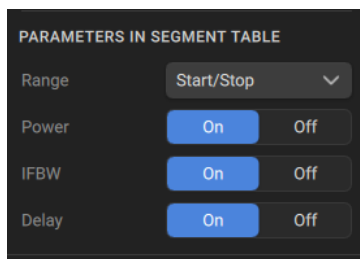 PARAMETERS IN SEGMENT TABLE
Range Start/Stop
Power On Off
IFBW On Off
Delay On Off